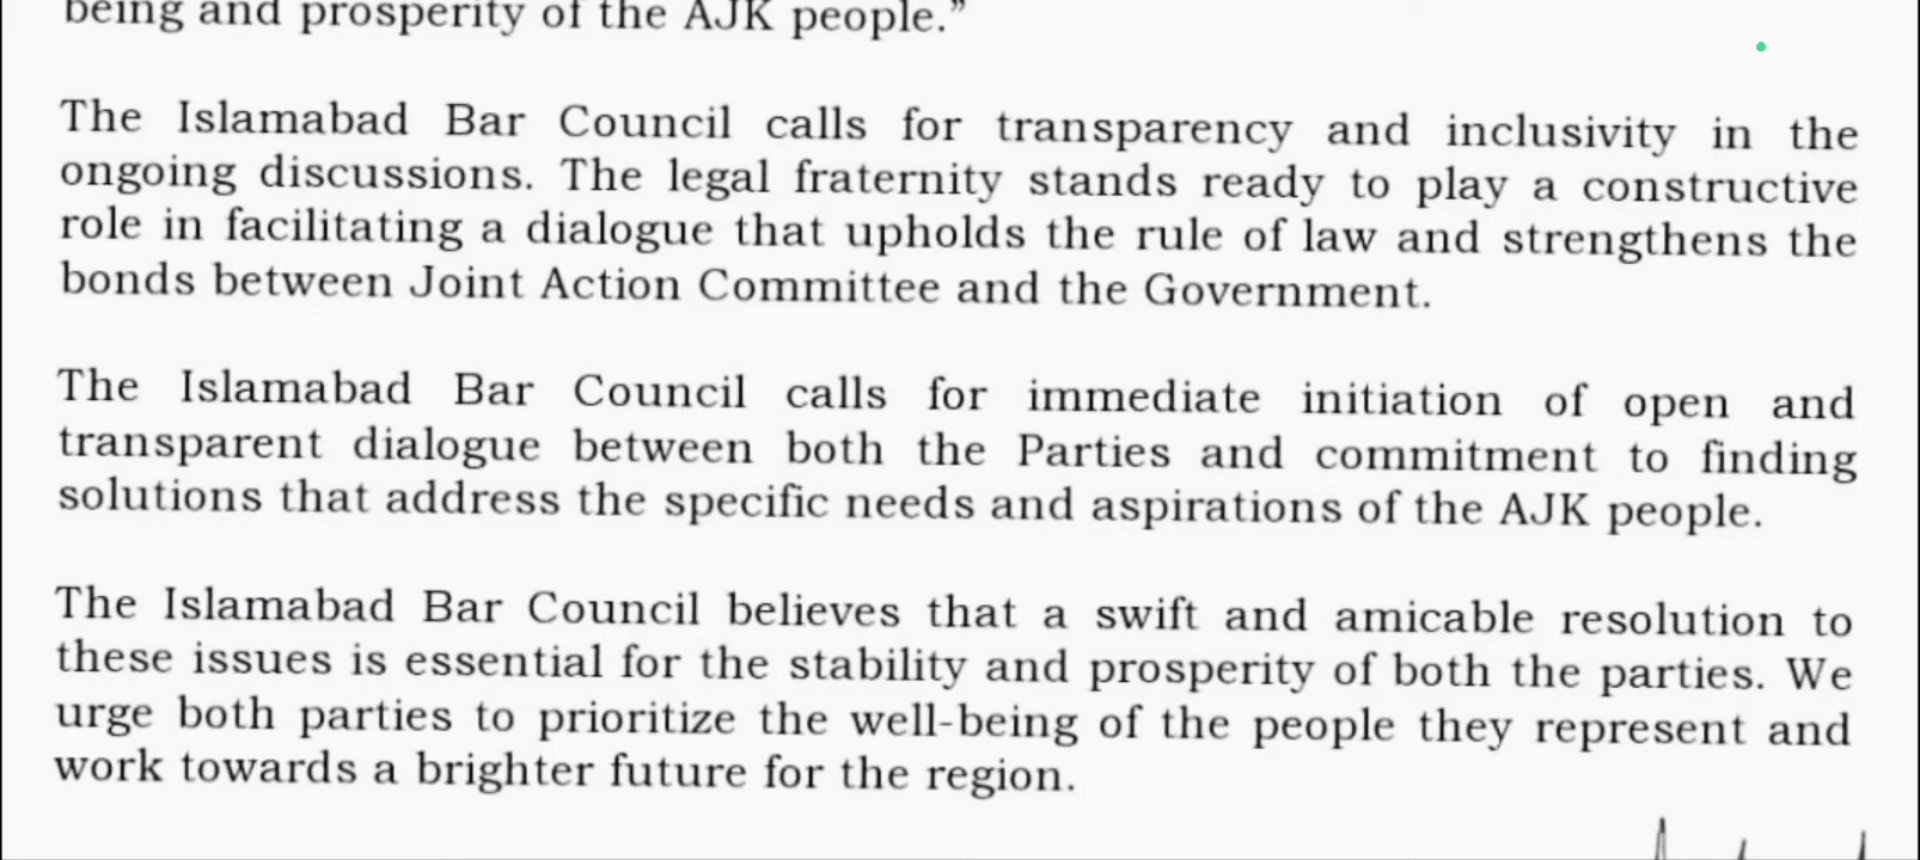 being and prosperity of the AJK people.”
The Islamabad Bar Council calls for transparency and inclusivity in the
ongoing discussions. The legal fraternity stands ready to play a constructive
role in facilitating a dialogue that upholds the rule of law and strengthens the
bonds between Joint Action Committee and the Government.
The Islamabad Bar Council calls for immediate initiation of open and
transparent dialogue between both the Parties and commitment to finding
solutions that address the specific needs and aspirations of the AJK people.
The Islamabad Bar Council believes that a swift and amicable resolution to
these issues is essential for the stability and prosperity of both the parties. We
urge both parties to prioritize the well-being of the people they represent and
work towards a brighter future for the region.